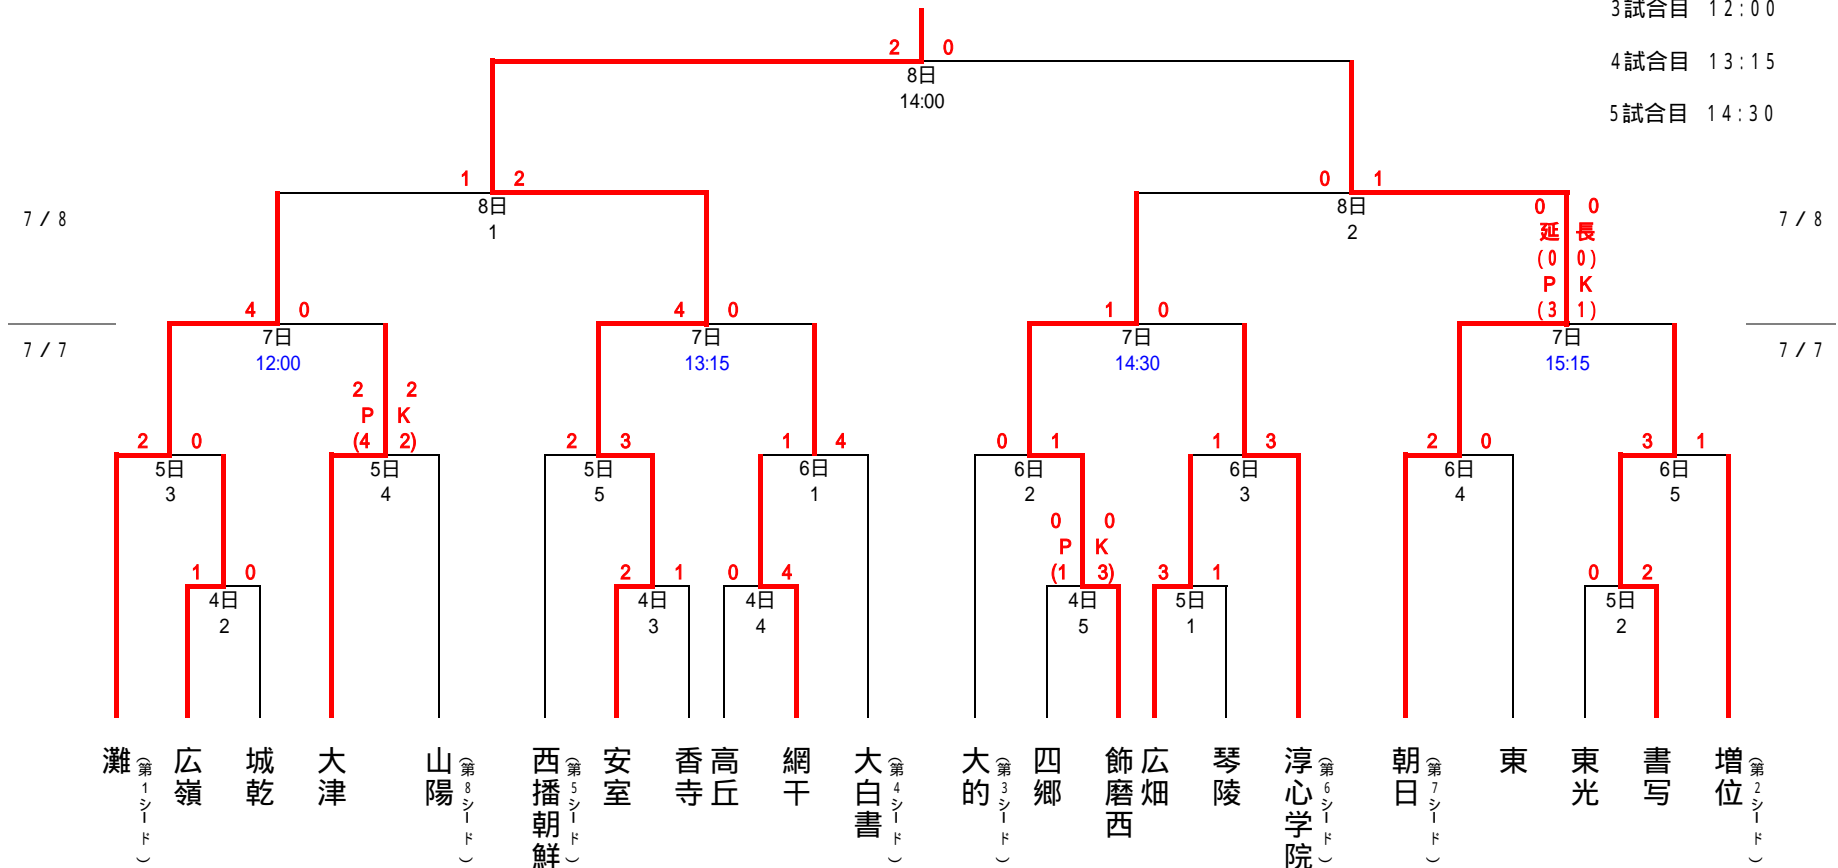 3試合目 12:00
2 0
8日
14:00
4試合目 13:15
5試合目 14:30
1 2
8日
1
0 1
8日
2
7/8
7/8
0 0
延 長
(0 0)
P K
(3 1)
4 0
7日
12:00
4 0
7日
13:15
1 0
7日
14:30
7日
15:15
7/7
7/7
2 0
5日
3
2 2
P K
(4 2)
5日
4
2 3
5日
5
1 4
6日
1
0 1
6日
2
1 3
6日
3
2 0
6日
4
3 1
6日
5
1 0
4日
2
2 1
4日
3
0 4
4日
4
0 0
P K
(1 3)
4日
5
3 1
5日
1
0 2
5日
2
灘
(第1シード)
広嶺
城乾
大津
山陽
(第8シード)
西播朝鮮
(第5シード)
安室
香寺
高丘
網干
大白書
(第4シード)
大的
(第3シード)
四郷
飾磨西
広畑
琴陵
淳心学院
(第6シード)
朝日
(第7シード)
東
東光
書写
増位
(第2シード)